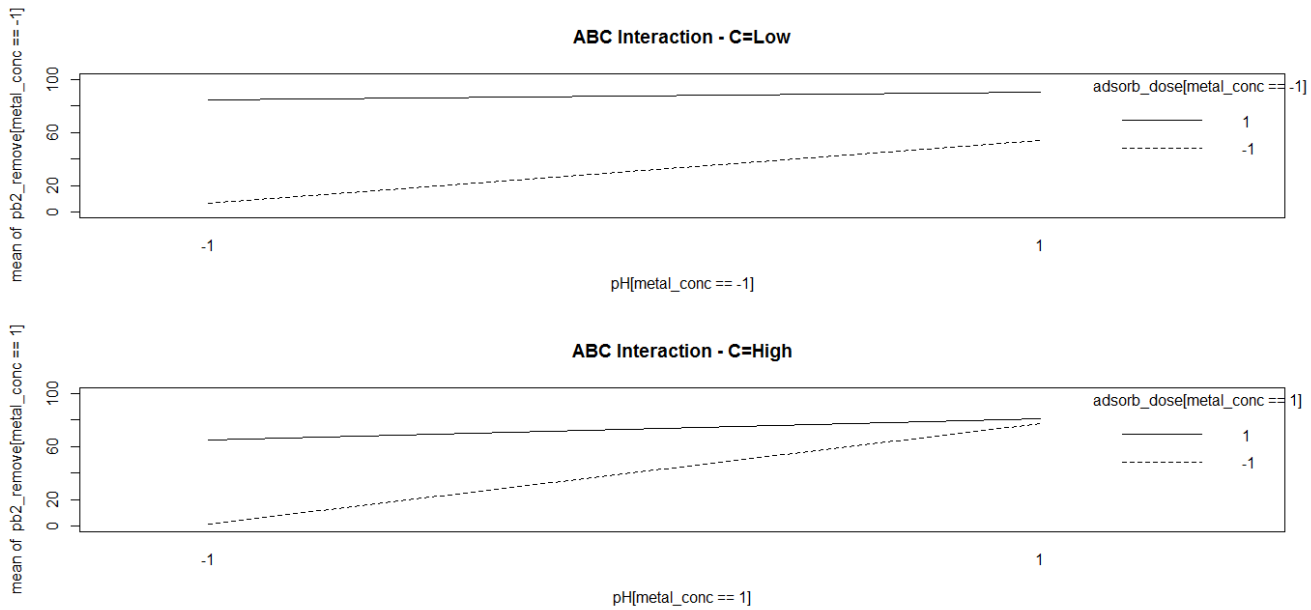 ABC Interaction - C=Low
mean of pb2_remove[metal_conc == -1]
100
60
20
0
adsorb_dose[metal_conc == -1]
1
-1
-1
1
pH[metal_conc == -1]
ABC Interaction - C=High
mean of pb2_remove[metal_conc == 1]
100
60
20
0
adsorb_dose[metal_conc == 1]
1
-1
-1
1
pH[metal_conc == 1]